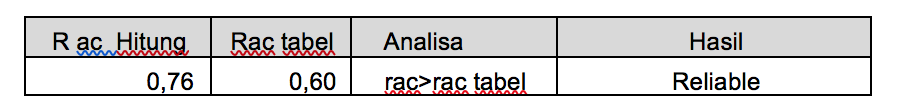 R ac Hitung Rac tabel Analisa Hasil
0,76 0,60 rac>rac tabel Reliable